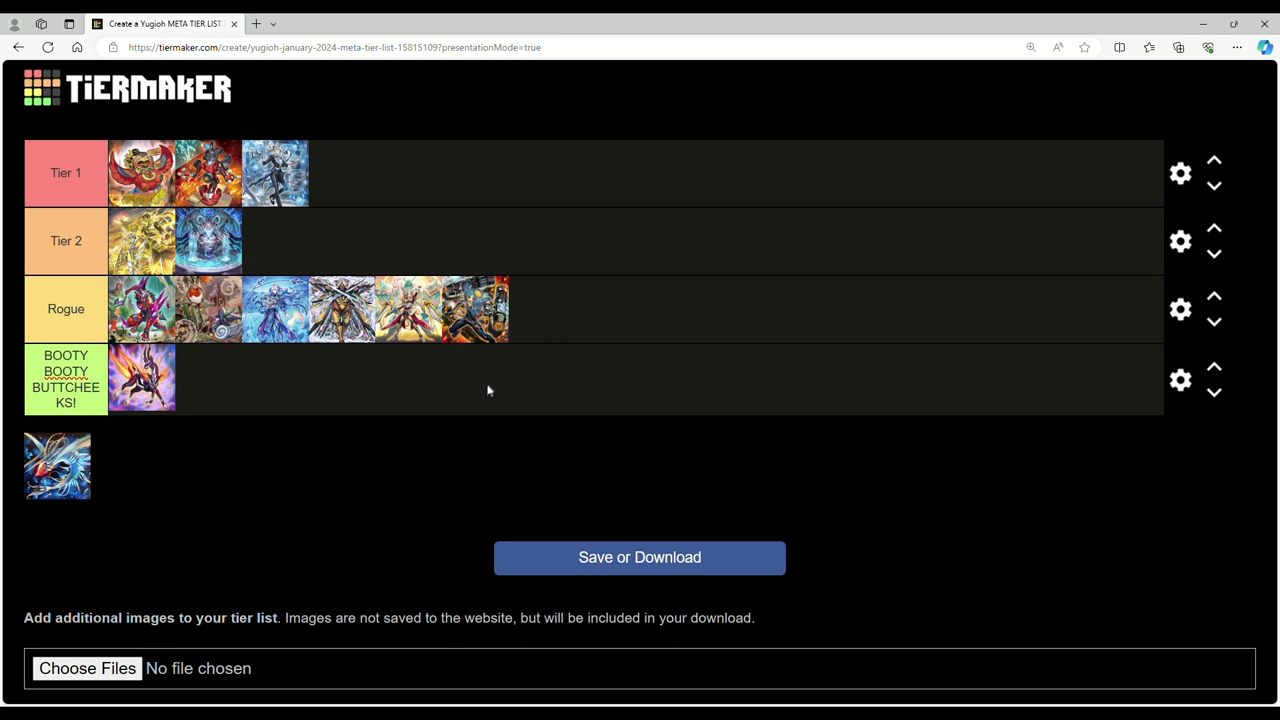 Create a Yugioh META TIER LIST
https://tiermaker.com/create/yugioh-january-2024-meta-tier-list-15815109?presentationMode=true
TiERMAKER
Tier 1
Tier 2
Rogue
BOOTY
BOOTY
BUTTCHEE
KS!
Save or Download
Add additional images to your tier list. Images are not saved to the website, but will be included in your download.
Choose Files No file chosen